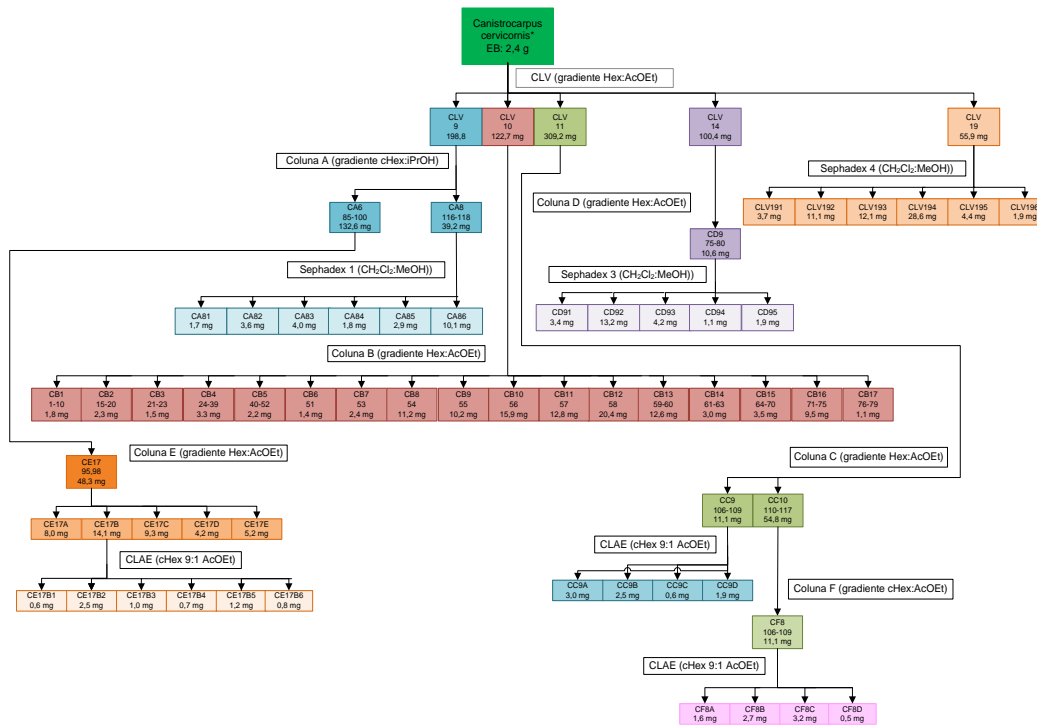 Canistrocarpus
cervicornis*
EB: 2,4 g
CLV (gradiente Hex:AcOEt)
CLV
9
198,8
CLV
10
122,7 mg
CLV
11
309,2 mg
CLV
14
100,4 mg
CLV
19
55,9 mg
Coluna A (gradiente cHex:iPrOH)
Sephadex 4 (CH₂Cl₂:MeOH))
CLV191
3,7 mg
CLV192
11,1 mg
CLV193
12,1 mg
CLV194
28,6 mg
CLV195
4,4 mg
CLV196
1,9 mg
CA6
85-100
132,6 mg
CA8
116-118
39,2 mg
Coluna D (gradiente Hex:AcOEt)
CD9
75-80
10,6 mg
Sephadex 1 (CH₂Cl₂:MeOH))
Sephadex 3 (CH₂Cl₂:MeOH))
CA81
1,7 mg
CA82
3,6 mg
CA83
4,0 mg
CA84
1,8 mg
CA85
2,9 mg
CA86
10,1 mg
CD91
3,4 mg
CD92
13,2 mg
CD93
4,2 mg
CD94
1,1 mg
CD95
1,9 mg
Coluna B (gradiente Hex:AcOEt)
CB1
1-10
1,8 mg
CB2
15-20
2,3 mg
CB3
21-23
1,5 mg
CB4
24-39
3.3 mg
CB5
40-52
2,2 mg
CB6
51
1,4 mg
CB7
53
2,4 mg
CB8
54
11,2 mg
CB9
55
10,2 mg
CB10
56
15,9 mg
CB11
57
12,8 mg
CB12
58
20,4 mg
CB13
59-60
12,6 mg
CB14
61-63
3,0 mg
CB15
64-70
3,5 mg
CB16
71-75
9,5 mg
CB17
76-79
1,1 mg
Coluna E (gradiente Hex:AcOEt)
Coluna C (gradiente Hex:AcOEt)
CE17
95,98
48,3 mg
CC9
106-109
11,1 mg
CC10
110-117
54,8 mg
CE17A
8,0 mg
CE17B
14,1 mg
CE17C
9,3 mg
CE17D
4,2 mg
CE17E
5,2 mg
CLAE (cHex 9:1 AcOEt)
CLAE (cHex 9:1 AcOEt)
CE17B1
0,6 mg
CE17B2
2,5 mg
CE17B3
1,0 mg
CE17B4
0,7 mg
CE17B5
1,2 mg
CE17B6
0,8 mg
CC9A
3,0 mg
CC9B
2,5 mg
CC9C
0,6 mg
CC9D
1,9 mg
Coluna F (gradiente cHex:AcOEt)
CF8
106-109
11,1 mg
CLAE (cHex 9:1 AcOEt)
CF8A
1,6 mg
CF8B
2,7 mg
CF8C
3,2 mg
CF8D
0,5 mg